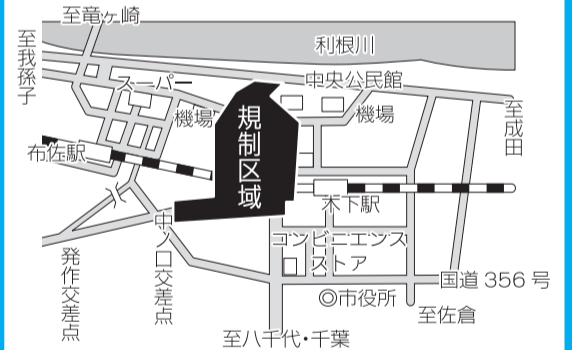 至竜ヶ崎
至我孫子
利根川
スーパー
中央公民館
機場
機場
至成田
規制区域
布佐駅
木下駅
中ノ口交差点
発作交差点
コンビニエンス
ストア
国道356号
◎市役所
至佐倉
至八千代・千葉